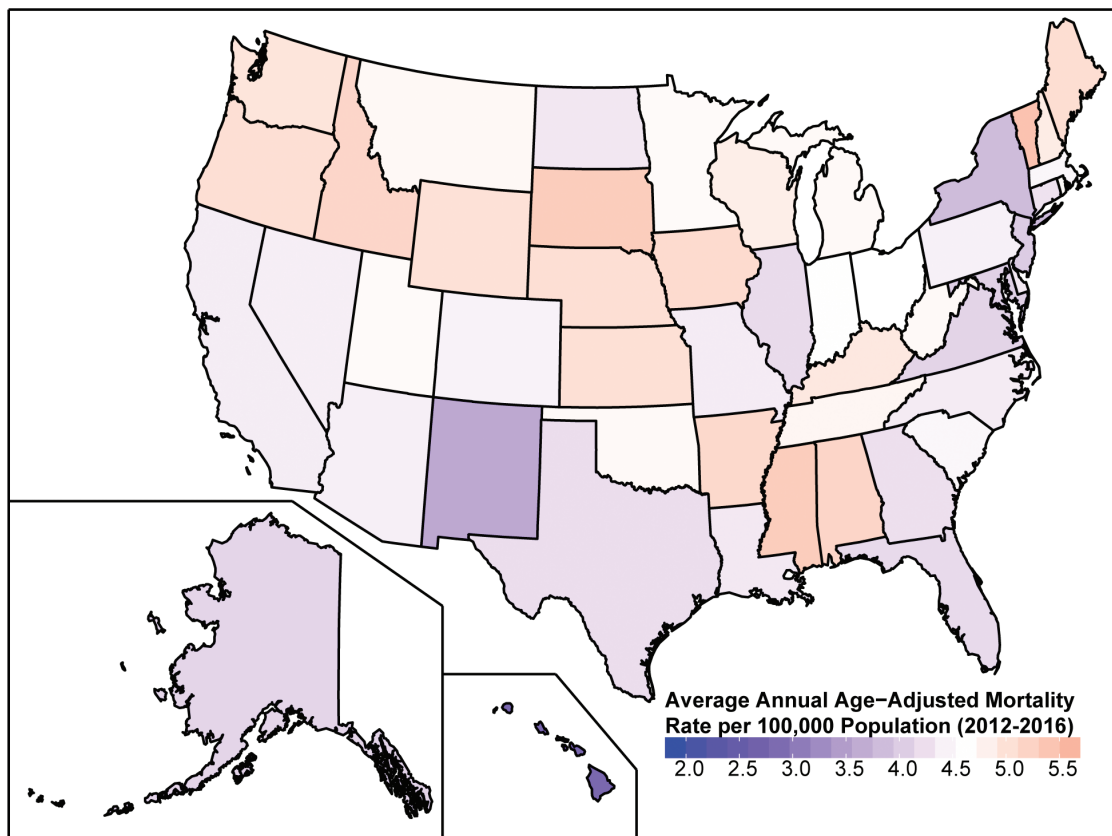 Average Annual Age−Adjusted Mortality
Rate per 100,000 Population (2012-2016)
2.0 2.5 3.0 3.5 4.0 4.5 5.0 5.5